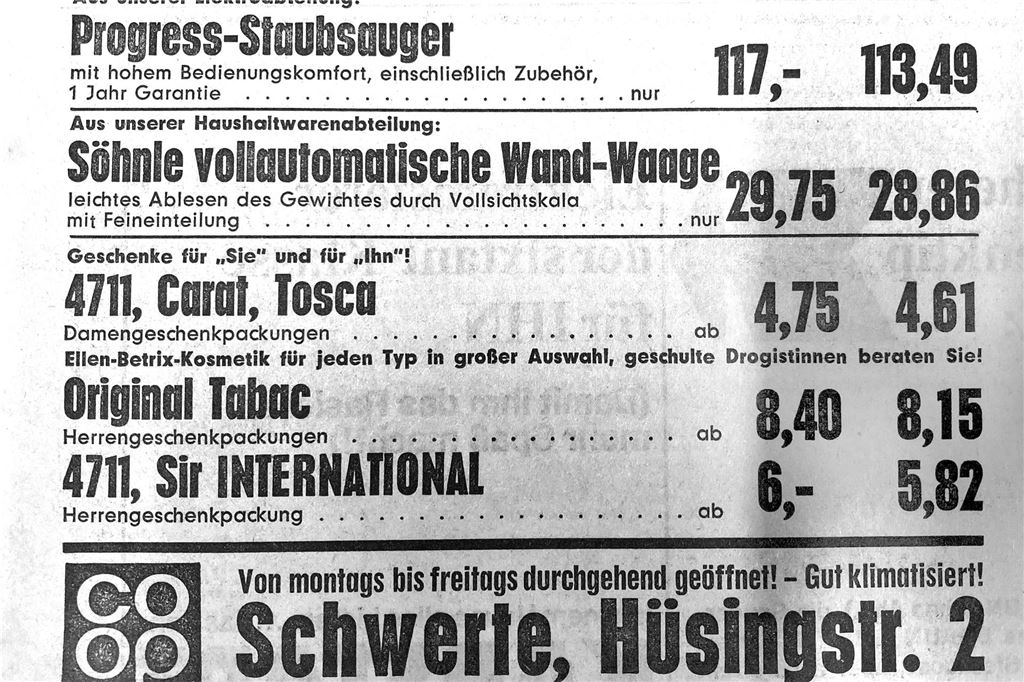 Aus unserer Elektroabteilung:
Progress-Staubsauger
mit hohem Bedienungskomfort, einschließlich Zubehör,
1 Jahr Garantie . . . . . . . . . . . . . . . . . . . . . . . . nur 117,- 113,49
Aus unserer Haushaltwarenabteilung:
Söhnle vollautomatische Wand-Waage
leichtes Ablesen des Gewichtes durch Vollsichtskala
mit Feineinteilung . . . . . . . . . . . . . . . . . . . . . . . . nur 29,75 28,86
Geschenke für „Sie“ und für „Ihn“!
4711, Carat, Tosca
Damengeschenkpackungen . . . . . . . . . . . . . . . . . . . . ab 4,75 4,61
Ellen-Betrix-Kosmetik für jeden Typ in großer Auswahl, geschulte Drogistinnen beraten Sie!
Original Tabac
Herrengeschenkpackungen . . . . . . . . . . . . . . . . . . . . ab 8,40 8,15
4711, Sir INTERNATIONAL
Herrengeschenkpackung . . . . . . . . . . . . . . . . . . . . . ab 6,- 5,82
Von montags bis freitags durchgehend geöffnet! – Gut klimatisiert!
co
op
Schwerte, Hüsingstr. 2